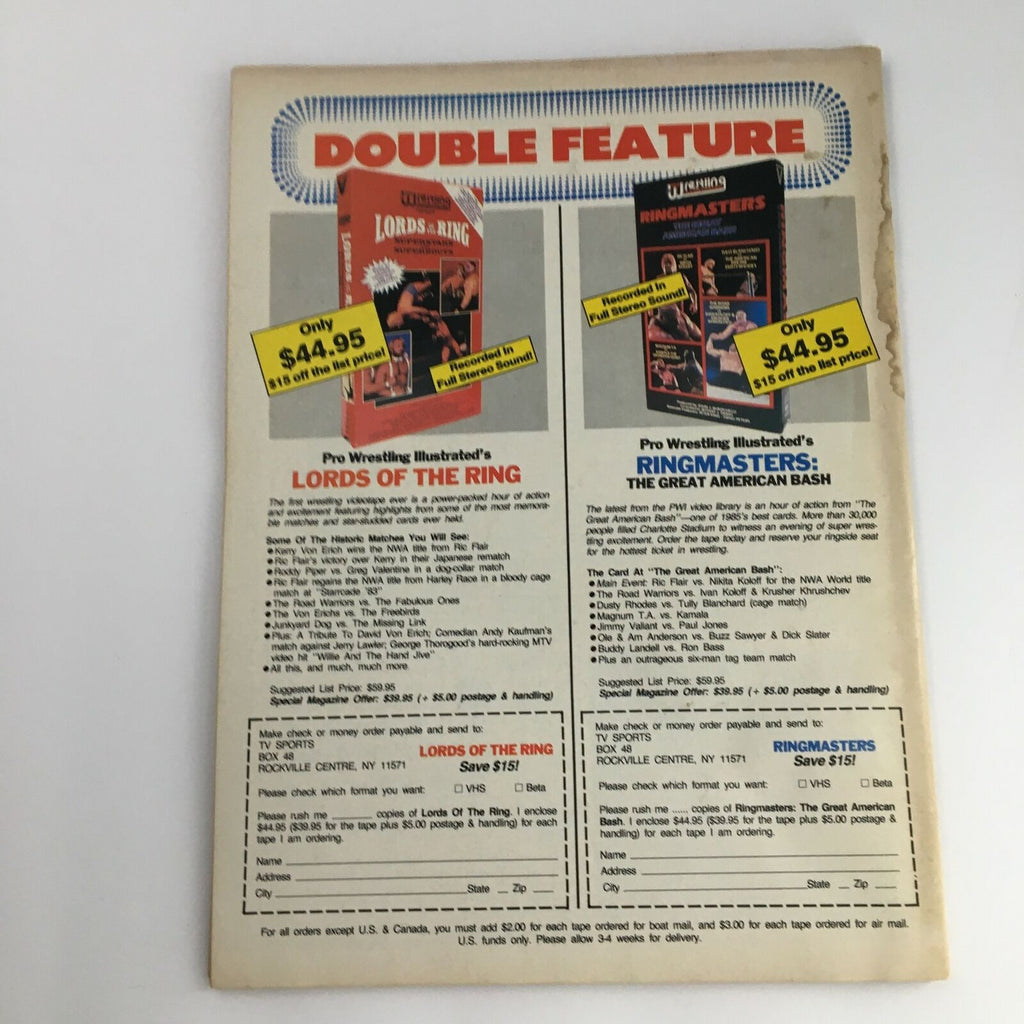 DOUBLE FEATURE
Wrestling
LORDS OF THE RING
SUPERSTARS
SUPERBOUTS
LORDS
Only
$44.95
$15 off the list price!
Recorded in
Full Stereo Sound!
Pro Wrestling Illustrated's
LORDS OF THE RING
The first wrestling videotape ever is a power-packed hour of action
and excitement featuring highlights from some of the most memora-
ble matches and star-studded cards ever held.
Some Of The Historic Matches You Will See:
●Kerry Von Erich wins the NWA title from Ric Flair
●Ric Flair's victory over Kerry in their Japanese rematch
●Roddy Piper vs. Greg Valentine in a dog-collar match
●Ric Flair regains the NWA title from Harley Race in a bloody cage
match at "Starrcade '83"
●The Road Warriors vs. The Fabulous Ones
●The Von Erichs vs. The Freebirds
●Junkyard Dog vs. The Missing Link
●Plus: A Tribute To David Von Erich; Comedian Andy Kaufman's
match against Jerry Lawler; George Thorogood's hard-rocking MTV
video hit "Willie And The Hand Jive"
●All this, and much, much more.
Suggested List Price: $59.95
Special Magazine Offer: $39.95 (+ $5.00 postage & handling)
Make check or money order payable and send to:
TV SPORTS
BOX 48
ROCKVILLE CENTRE, NY 11571
LORDS OF THE RING
Save $15!
Please check which format you want: □ VHS □ Beta
Please rush me ________ copies of Lords Of The Ring. I enclose
$44.95 ($39.95 for the tape plus $5.00 postage & handling) for each
tape I am ordering.
Name
Address
City State Zip
Wrestling
RINGMASTERS
THE GREAT
AMERICAN BASH
Recorded in
Full Stereo Sound!
Only
$44.95
$15 off the list price!
Pro Wrestling Illustrated's
RINGMASTERS:
THE GREAT AMERICAN BASH
The latest from the PWI video library is an hour of action from "The
Great American Bash"—one of 1985's best cards. More than 30,000
people filled Charlotte Stadium to witness an evening of super wres-
tling excitement. Order the tape today and reserve your ringside seat
for the hottest ticket in wrestling.
The Card At "The Great American Bash":
●Main Event: Ric Flair vs. Nikita Koloff for the NWA World title
●The Road Warriors vs. Ivan Koloff & Krusher Khrushchev
●Dusty Rhodes vs. Tully Blanchard (cage match)
●Magnum T.A. vs. Kamala
●Jimmy Valiant vs. Paul Jones
●Ole & Arn Anderson vs. Buzz Sawyer & Dick Slater
●Buddy Landell vs. Ron Bass
●Plus an outrageous six-man tag team match
Suggested List Price: $59.95
Special Magazine Offer: $39.95 (+ $5.00 postage & handling)
Make check or money order payable and send to:
TV SPORTS
BOX 48
ROCKVILLE CENTRE, NY 11571
RINGMASTERS
Save $15!
Please check which format you want: □ VHS □ Beta
Please rush me ...... copies of Ringmasters: The Great American
Bash. I enclose $44.95 ($39.95 for the tape plus $5.00 postage &
handling) for each tape I am ordering.
Name
Address
City State Zip
For all orders except U.S. & Canada, you must add $2.00 for each tape ordered for boat mail, and $3.00 for each tape ordered for air mail.
U.S. funds only. Please allow 3-4 weeks for delivery.